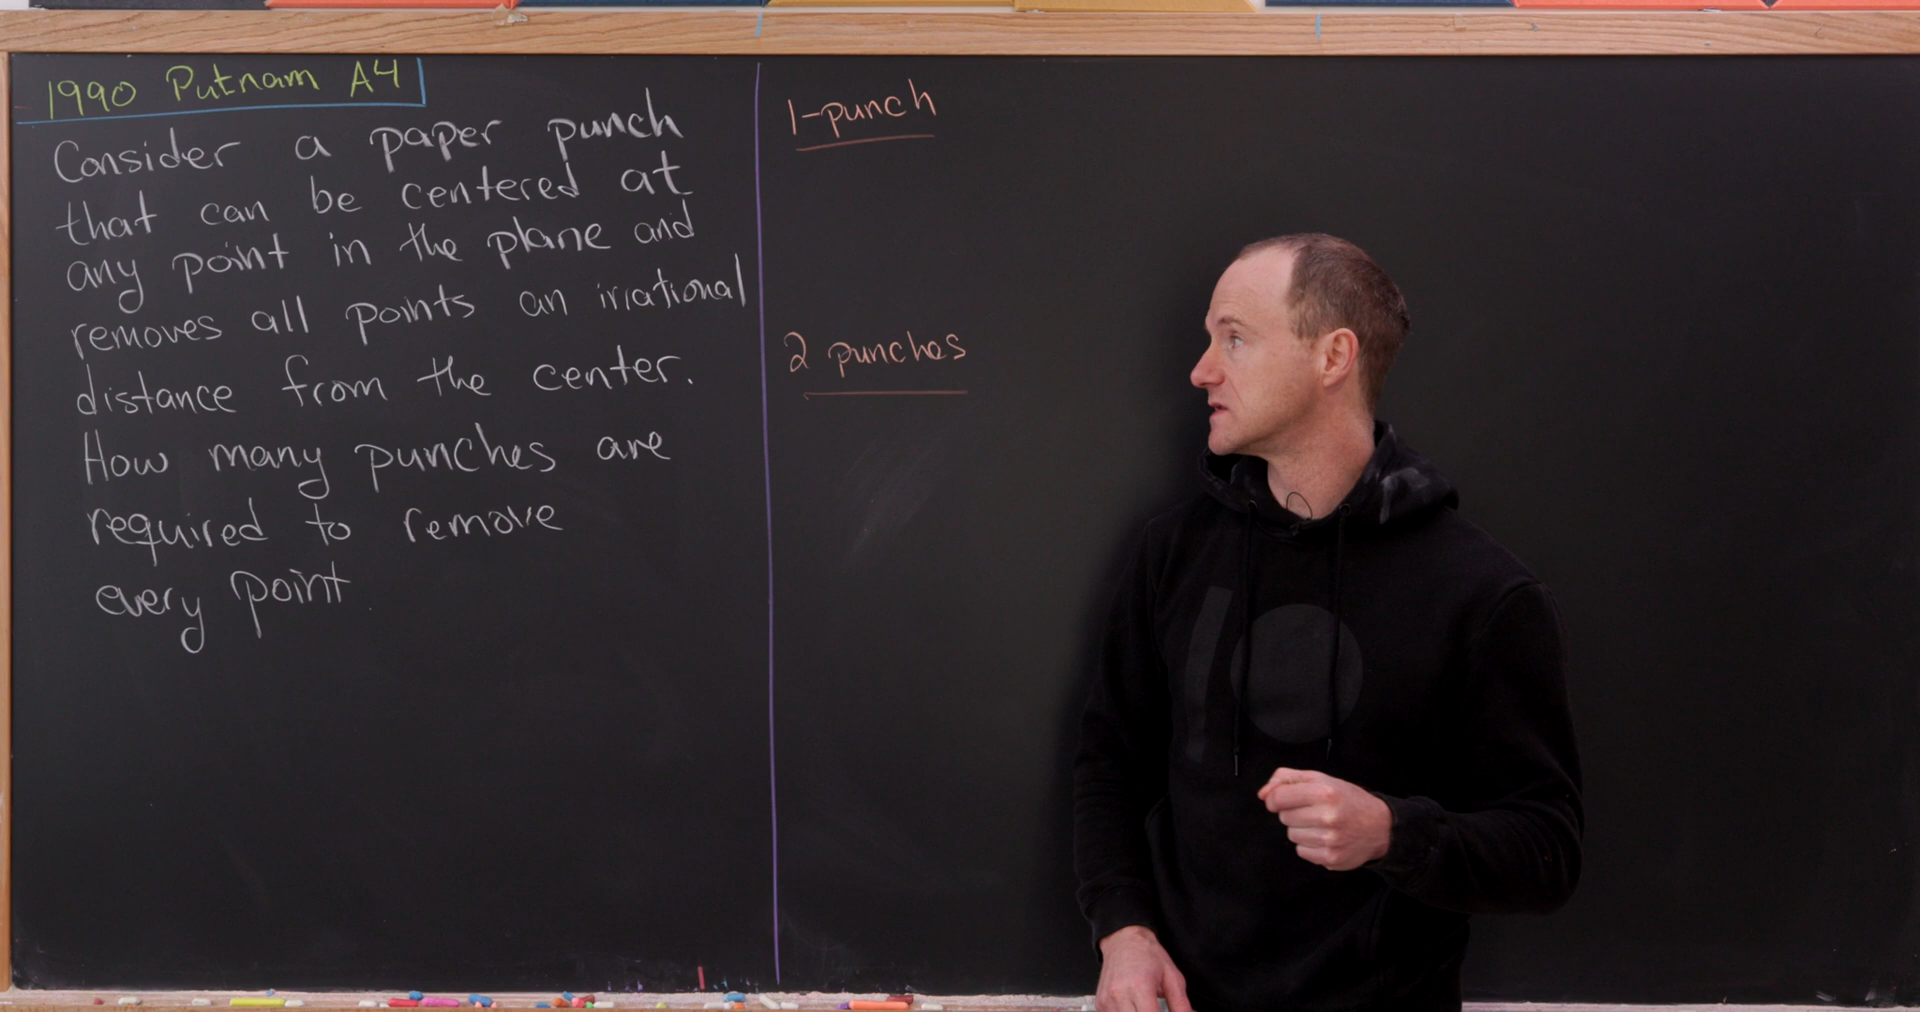 1990 Putnam A4
Consider a paper punch
that can be centered at
any point in the plane and
removes all points an irrational
distance from the center.
How many punches are
required to remove
every point.
1-punch
2 punches